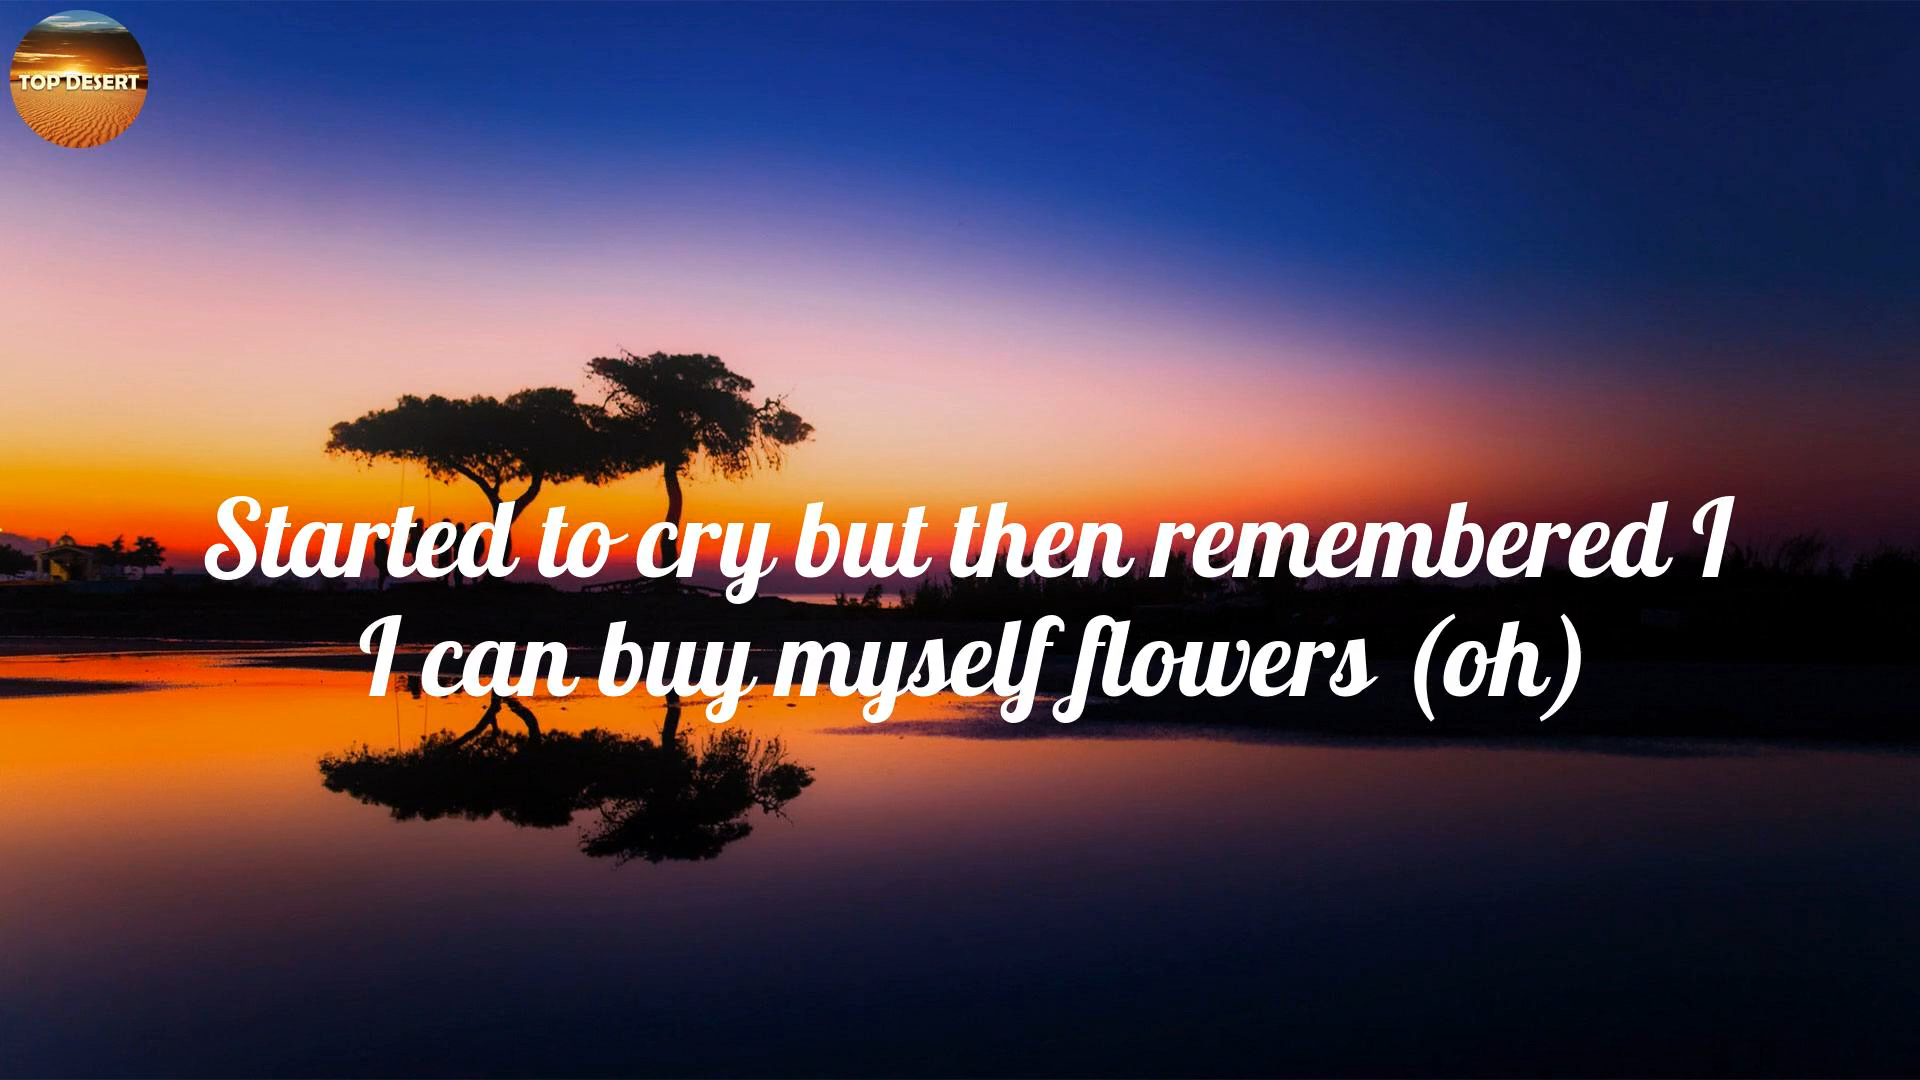 TOP DESERT
Started to cry but then remembered I
I can buy myself flowers (oh)